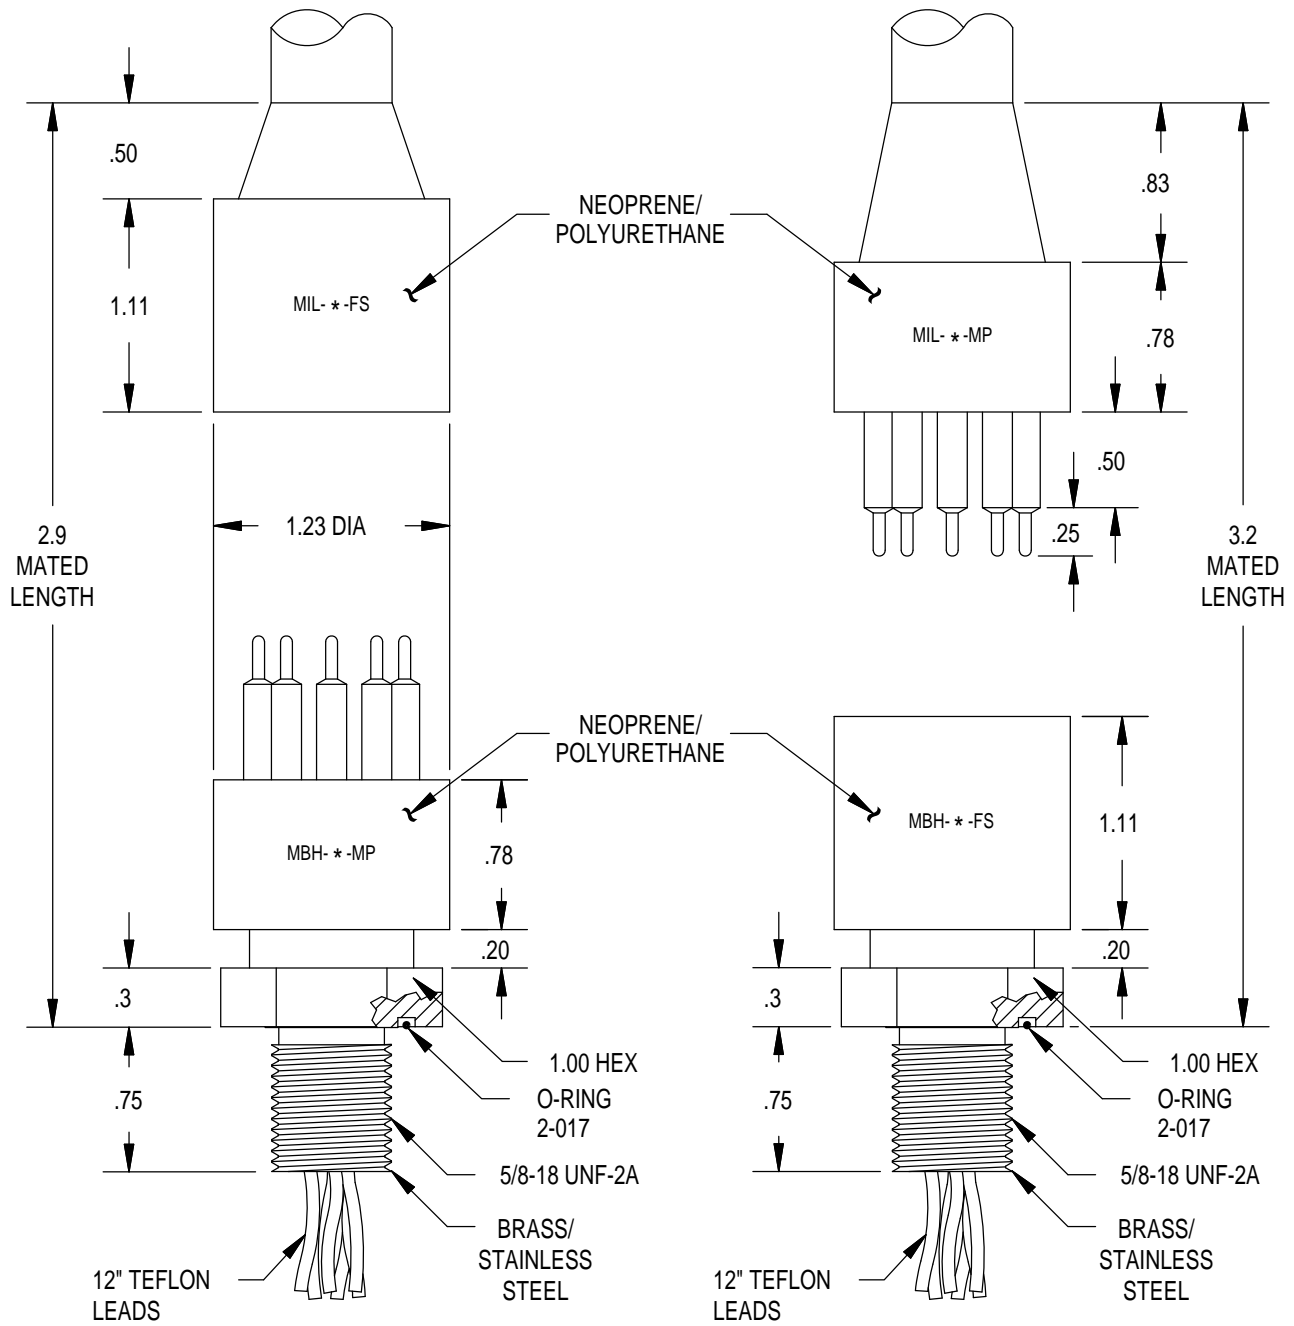 .50
NEOPRENE/
POLYURETHANE
.83
1.11
MIL- * -FS
MIL- * -MP
.78
.50
2.9
MATED
LENGTH
1.23 DIA
.25
3.2
MATED
LENGTH
NEOPRENE/
POLYURETHANE
MBH- * -MP
.78
MBH- * -FS
1.11
.20
.20
.3
.3
1.00 HEX
1.00 HEX
.75
O-RING
2-017
.75
O-RING
2-017
5/8-18 UNF-2A
5/8-18 UNF-2A
BRASS/
STAINLESS
STEEL
BRASS/
STAINLESS
STEEL
12" TEFLON
LEADS
12" TEFLON
LEADS